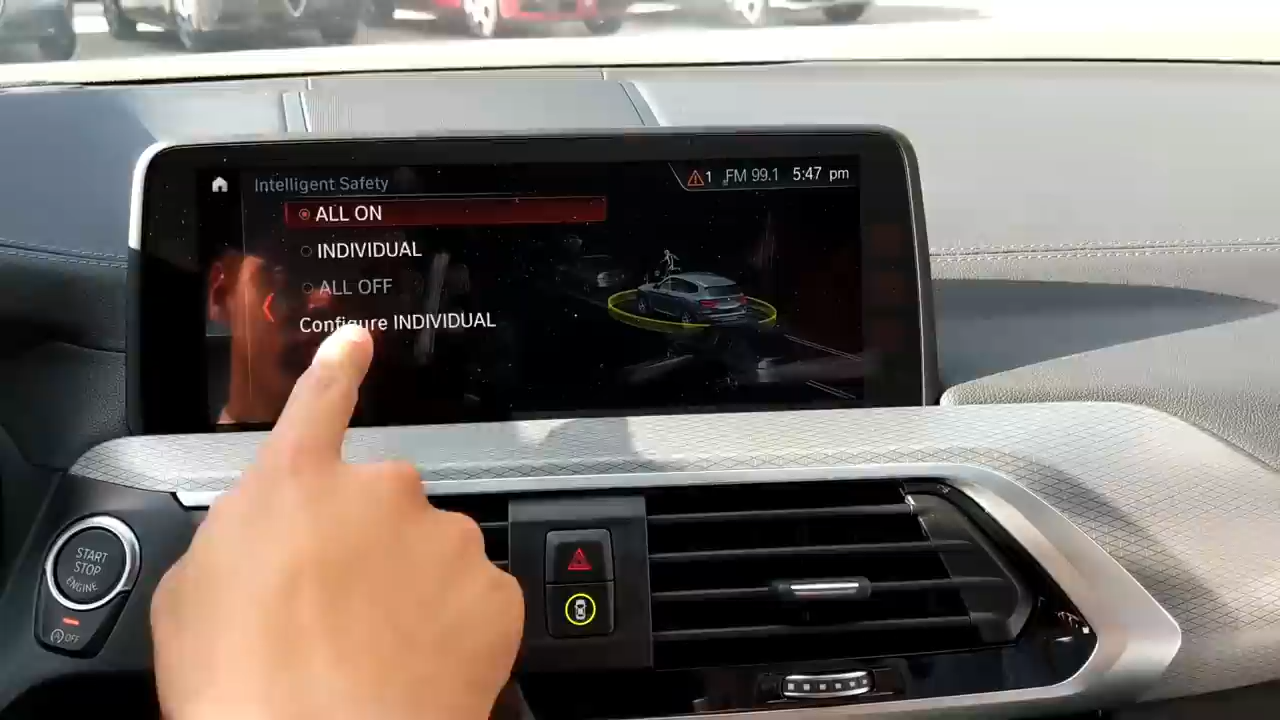 Intelligent Safety
1 FM 99.1 5:47 pm
ALL ON
INDIVIDUAL
ALL OFF
Configure INDIVIDUAL
START
STOP
ENGINE
OFF